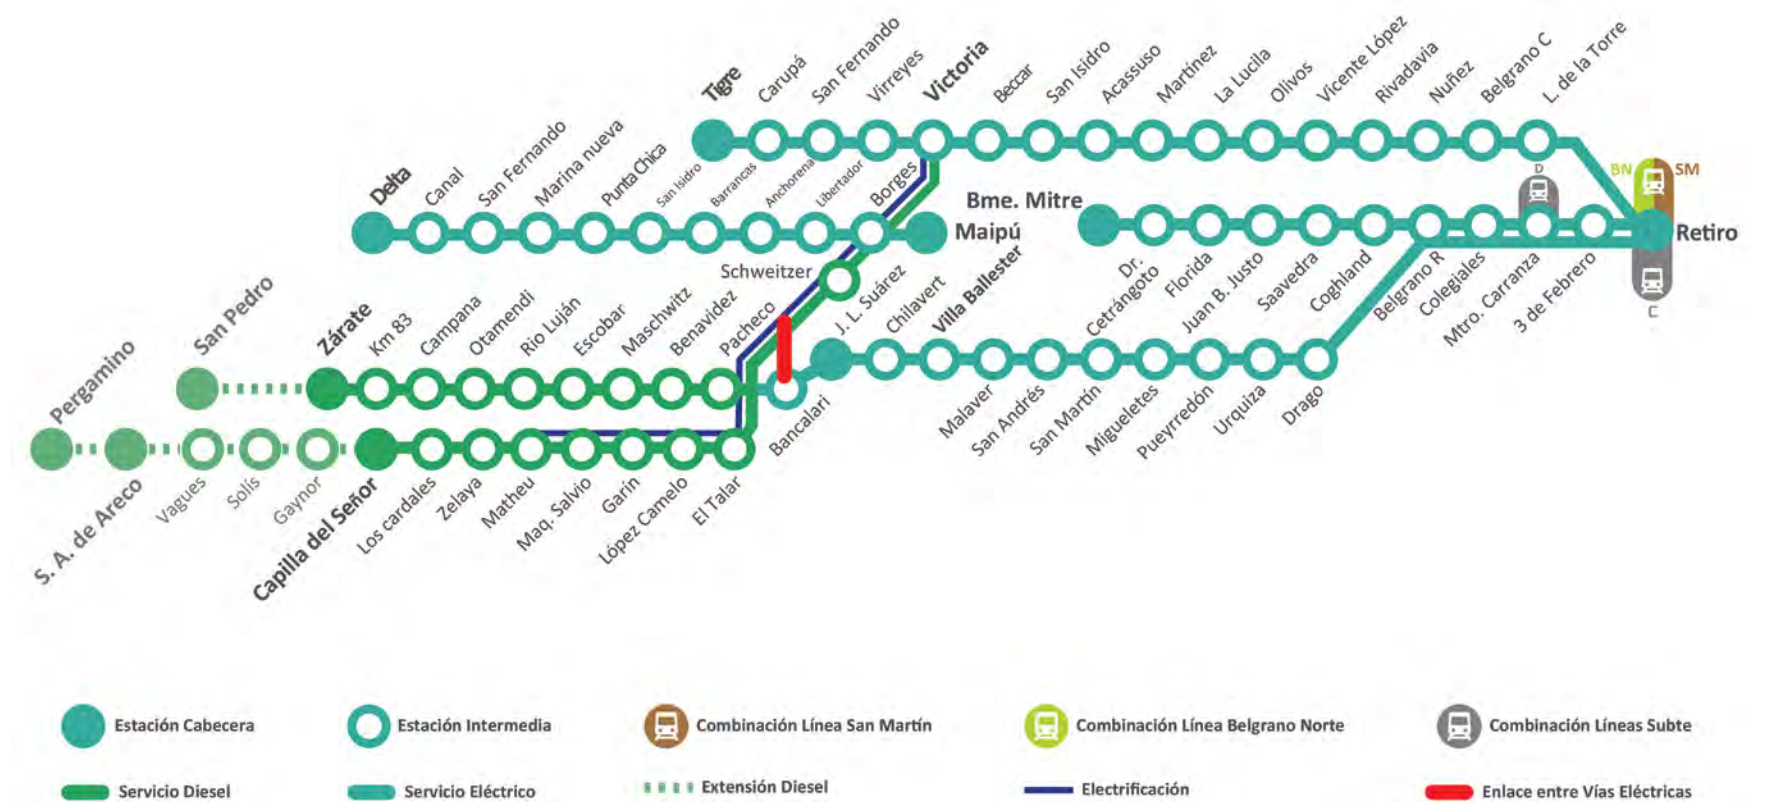 Tigre
Carupá
San Fernando
Virreyes
Victoria
Beccar
San Isidro
Acassuso
Martínez
La Lucila
Olivos
Vicente López
Rivadavia
Nuñez
Belgrano C
L. de la Torre
Delta
Canal
San Fernando
Marina nueva
Punta Chica
San Isidro
Barrancas
Anchorena
Libertador
Borges
Maipú
Bme. Mitre
Dr.
Cetrángoto
Florida
Juan B. Justo
Saavedra
Coghland
Belgrano R
Colegiales
Mtro. Carranza
3 de Febrero
D
BN
SM
Retiro
C
Schweitzer
J. L. Suárez
Chilavert
Villa Ballester
Malaver
San Andrés
San Martín
Migueletes
Pueyrredón
Urquiza
Drago
San Pedro
Zárate
Km 83
Campana
Otamendi
Rio Luján
Escobar
Maschwitz
Benavidez
Pacheco
Bancalari
Pergamino
S. A. de Areco
Vagues
Solís
Gaynor
Capilla del Señor
Los cardales
Zelaya
Matheu
Maq. Salvio
Garin
López Camelo
El Talar
Estación Cabecera
Estación Intermedia
Combinación Línea San Martín
Combinación Línea Belgrano Norte
Combinación Líneas Subte
Servicio Diesel
Servicio Eléctrico
Extensión Diesel
Electrificación
Enlace entre Vías Eléctricas